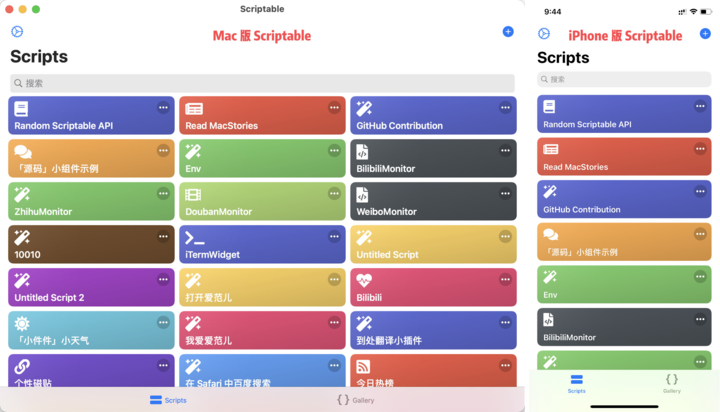 Scriptable
Mac 版 Scriptable
Scripts
搜索
Random Scriptable API
Read MacStories
GitHub Contribution
「源码」小组件示例
Env
BilibiliMonitor
ZhihuMonitor
DoubanMonitor
WeiboMonitor
10010
iTermWidget
Untitled Script
Untitled Script 2
打开爱范儿
Bilibili
「小件件」小天气
我爱爱范儿
到处翻译小插件
个性磁贴
在 Safari 中百度搜索
今日热榜
Scripts
Gallery
9:44
iPhone 版 Scriptable
Scripts
搜索
Random Scriptable API
Read MacStories
GitHub Contribution
「源码」小组件示例
Env
BilibiliMonitor
Scripts
Gallery